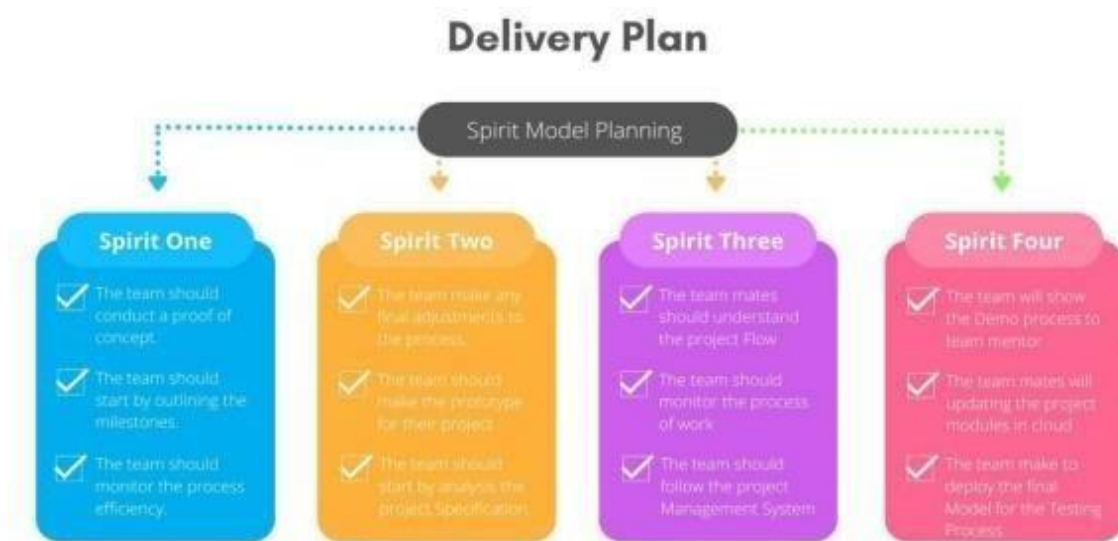 Delivery Plan
Spirit Model Planning
Spirit One
The team should
conduct a proof of
concept.
The team should
start by outlining the
milestones.
The team should
monitor the process
efficiency.
Spirit Two
The team make any
final adjustments to
the process.
The team should
make the prototype
for their project
The team should
start by analysis the
project Specification
Spirit Three
The team mates
should understand
the project Flow
The team should
monitor the process
of work
The team should
follow the project
Management System
Spirit Four
The team will show
the Demo process to
team mentor
The team mates will
updating the project
modules in cloud
The team make to
deploy the final
Model for the Testing
Process